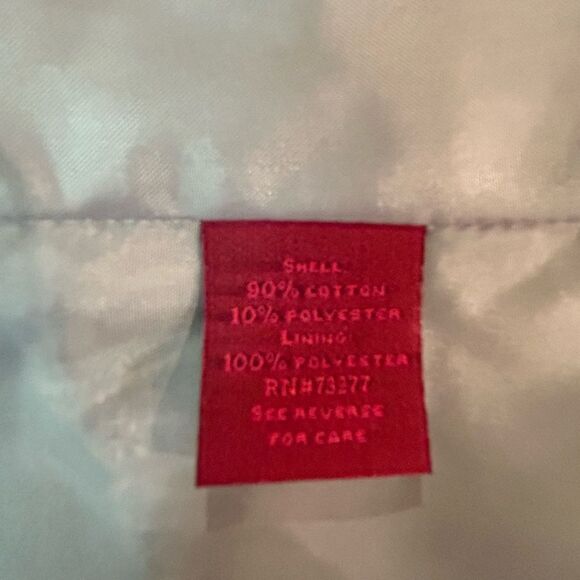 SHELL
90% COTTON
10% POLYESTER
LINING
100% POLYESTER
RN#73277
SEE REVERSE
FOR CARE